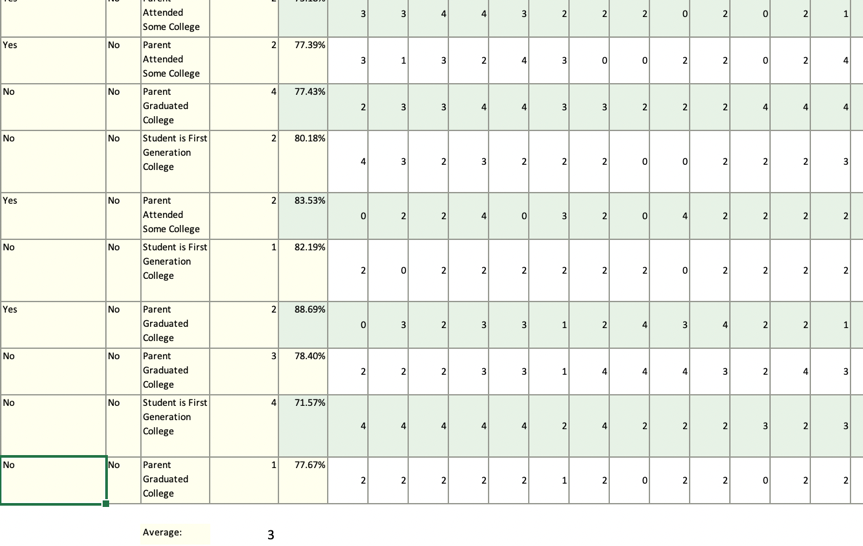 Attended 3 3 4 4 3 2 2 2 0 2 0 2 1
Some College
Yes No Parent 2 77.39%
Attended 3 1 3 2 4 3 0 0 2 2 0 2 4
Some College
No No Parent 4 77.43%
Graduated 2 3 3 4 4 3 3 2 2 2 4 4 4
College
No No Student is First 2 80.18%
Generation
College 4 3 2 3 2 2 2 0 0 2 2 2 3
Yes No Parent 2 83.53%
Attended 0 2 2 4 0 3 2 0 4 2 2 2 2
Some College
No No Student is First 1 82.19%
Generation
College 2 0 2 2 2 2 2 2 0 2 2 2 2
Yes No Parent 2 88.69%
Graduated 0 3 2 3 3 1 2 4 3 4 2 2 1
College
No No Parent 3 78.40%
Graduated 2 2 2 3 3 1 4 4 4 3 2 4 3
College
No No Student is First 4 71.57%
Generation
College 4 4 4 4 4 2 4 2 2 2 3 2 3
No No Parent 1 77.67%
Graduated 2 2 2 2 2 1 2 0 2 2 0 2 2
College
Average: 3